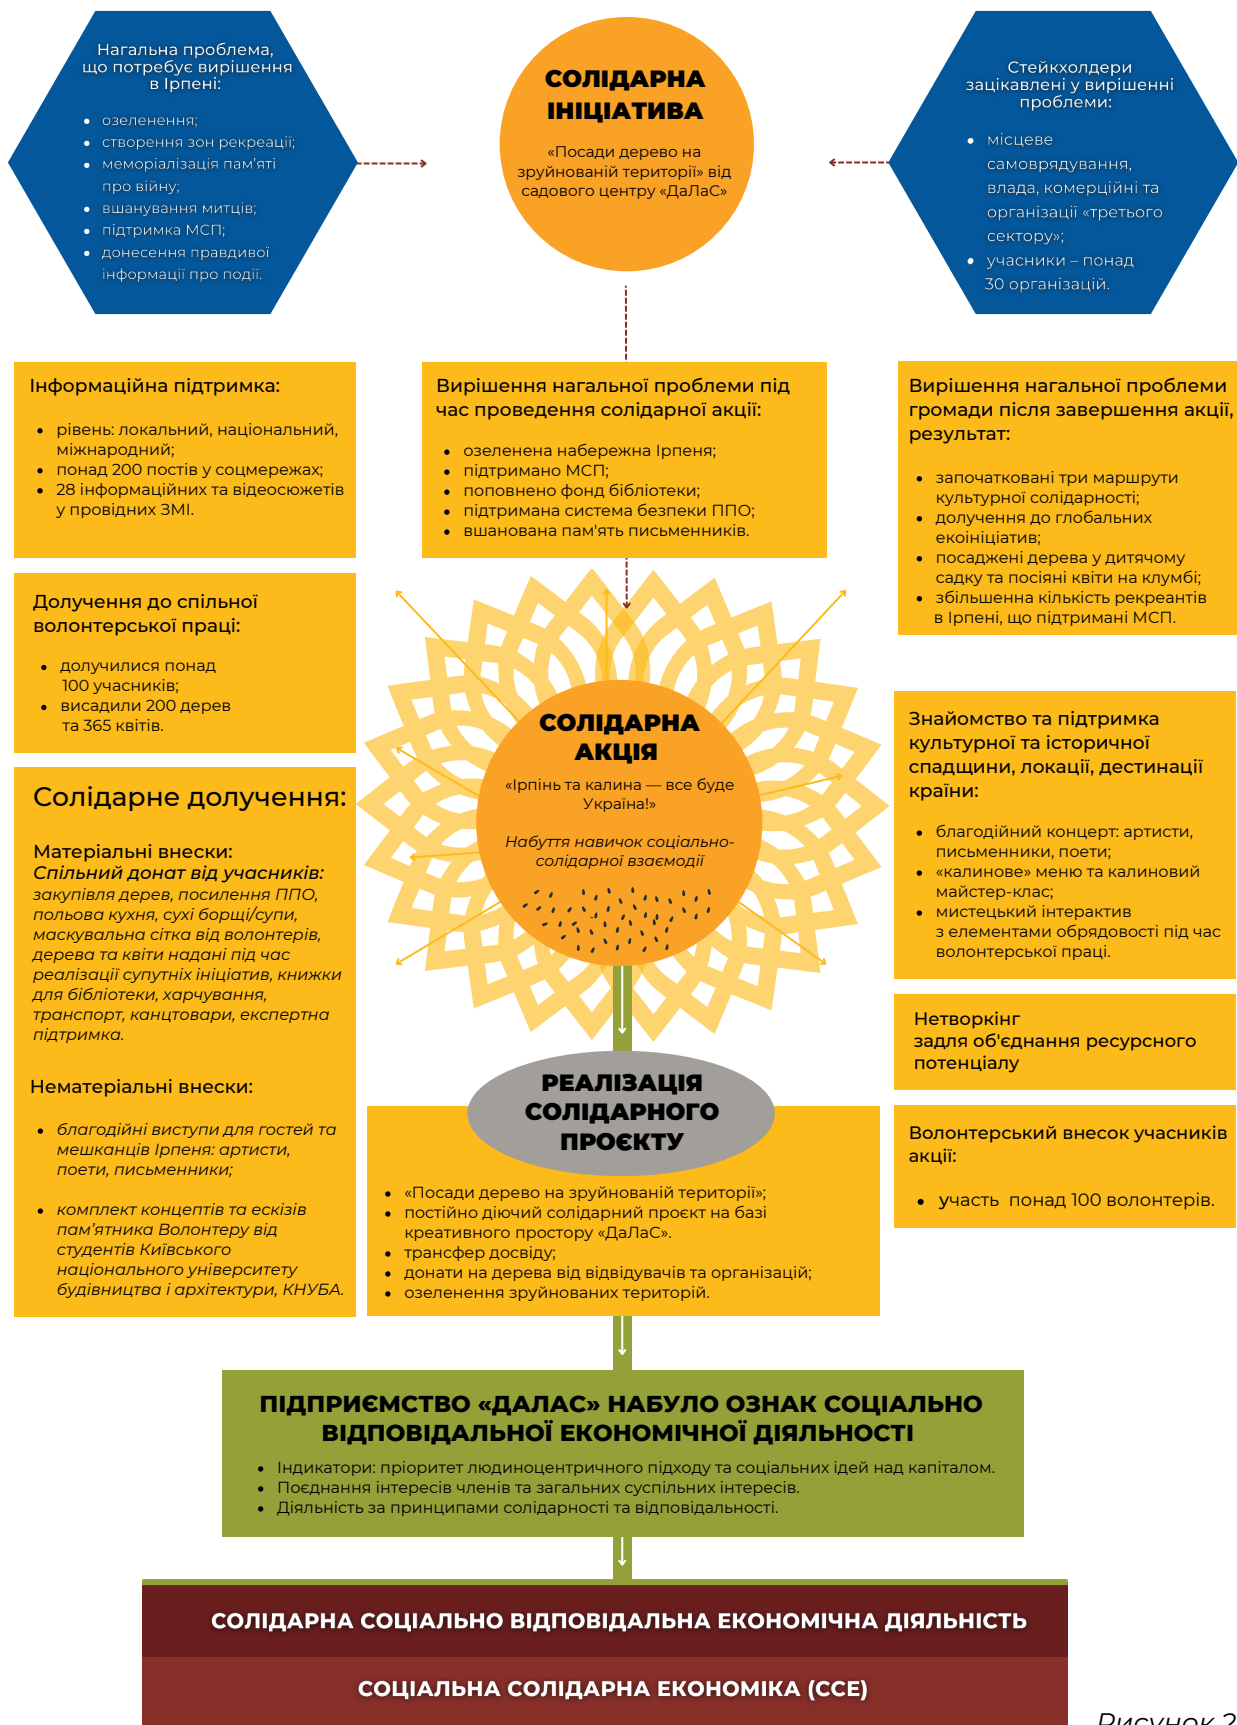 Нагальна проблема,
що потребує вирішення
в Ірпені:
озеленення;
створення зон рекреації;
меморіалізація пам’яті
про війну;
вшанування митців;
підтримка МСП;
донесення правдивої
інформації про події.
СОЛІДАРНА
ІНІЦІАТИВА
«Посади дерево на
зруйнованій території» від
садового центру «ДаЛаС»
Стейкхолдери
зацікавлені у вирішенні
проблеми:
місцеве
самоврядування,
влада, комерційні та
організації «третього
сектору»;
учасники – понад
30 організацій.
Інформаційна підтримка:
рівень: локальний, національний,
міжнародний;
понад 200 постів у соцмережах;
28 інформаційних та відеосюжетів
у провідних ЗМІ.
Вирішення нагальної проблеми під
час проведення солідарної акції:
озеленена набережна Ірпеня;
підтримано МСП;
поповнено фонд бібліотеки;
підтримана система безпеки ППО;
вшанована пам'ять письменників.
Вирішення нагальної проблеми
громади після завершення акції,
результат:
започатковані три маршрути
культурної солідарності;
долучення до глобальних
екоініціатив;
посаджені дерева у дитячому
садку та посіяні квіти на клумбі;
збільшенна кількість рекреантів
в Ірпені, що підтримані МСП.
Долучення до спільної
волонтерської праці:
долучилися понад
100 учасників;
висадили 200 дерев
та 365 квітів.
СОЛІДАРНА
АКЦІЯ
«Ірпінь та калина — все буде
Україна!»
Набуття навичок соціально-
солідарної взаємодії
Знайомство та підтримка
культурної та історичної
спадщини, локації, дестинації
країни:
благодійний концерт: артисти,
письменники, поети;
«калинове» меню та калиновий
майстер-клас;
мистецький інтерактив
з елементами обрядовості під час
волонтерської праці.
Солідарне долучення:
Матеріальні внески:
Спільний донат від учасників:
закупівля дерев, посилення ППО,
польова кухня, сухі борщі/супи,
маскувальна сітка від волонтерів,
дерева та квіти надані під час
реалізації супутніх ініціатив, книжки
для бібліотеки, харчування,
транспорт, канцтовари, експертна
підтримка.
Нематеріальні внески:
благодійні виступи для гостей та
мешканців Ірпеня: артисти,
поети, письменники;
комплект концептів та ескізів
пам’ятника Волонтеру від
студентів Київського
національного університету
будівництва і архітектури, КНУБА.
Нетворкінг
задля об'єднання ресурсного
потенціалу
Волонтерський внесок учасників
акції:
участь понад 100 волонтерів.
РЕАЛІЗАЦІЯ
СОЛІДАРНОГО
ПРОЄКТУ
«Посади дерево на зруйнованій території»;
постійно діючий солідарний проєкт на базі
креативного простору «ДаЛаС».
трансфер досвіду;
донати на дерева від відвідувачів та організацій;
озеленення зруйнованих територій.
ПІДПРИЄМСТВО «ДАЛАС» НАБУЛО ОЗНАК СОЦІАЛЬНО
ВІДПОВІДАЛЬНОЇ ЕКОНОМІЧНОЇ ДІЯЛЬНОСТІ
Індикатори: пріоритет людиноцентричного підходу та соціальних ідей над капіталом.
Поєднання інтересів членів та загальних суспільних інтересів.
Діяльність за принципами солідарності та відповідальності.
СОЛІДАРНА СОЦІАЛЬНО ВІДПОВІДАЛЬНА ЕКОНОМІЧНА ДІЯЛЬНІСТЬ
СОЦІАЛЬНА СОЛІДАРНА ЕКОНОМІКА (ССЕ)
Рисунок 2